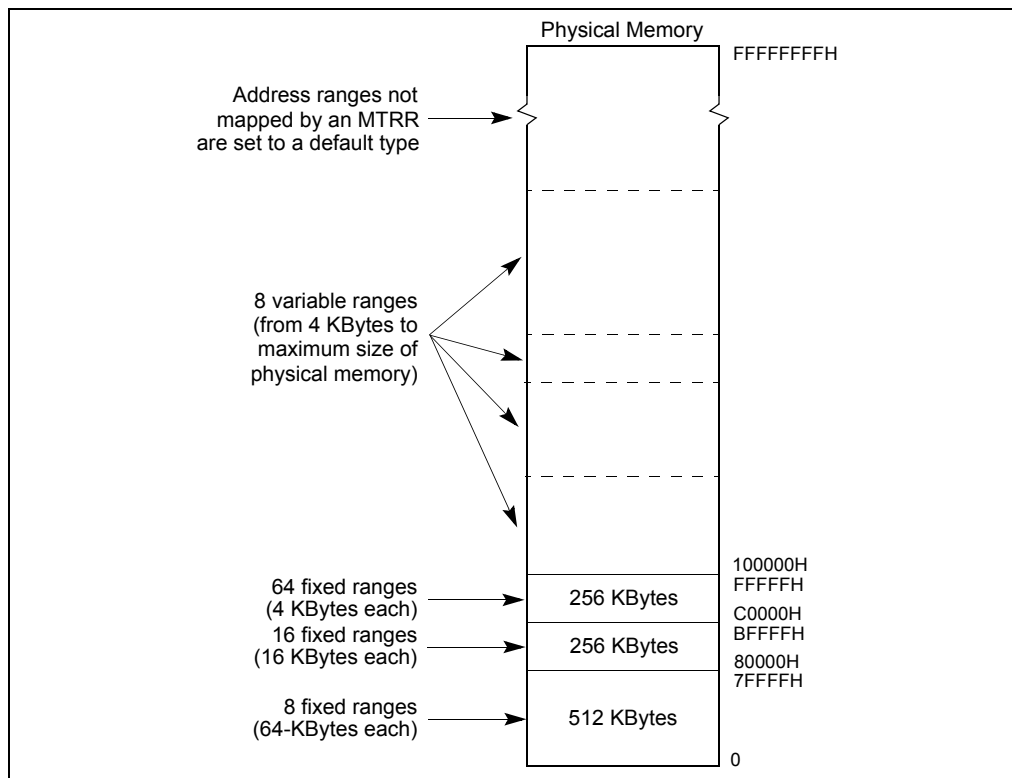 Physical Memory
FFFFFFFFH
Address ranges not
mapped by an MTRR
are set to a default type
8 variable ranges
(from 4 KBytes to
maximum size of
physical memory)
100000H
FFFFFH
64 fixed ranges
(4 KBytes each)
256 KBytes
C0000H
BFFFFH
16 fixed ranges
(16 KBytes each)
256 KBytes
80000H
7FFFFH
8 fixed ranges
(64-KBytes each)
512 KBytes
0